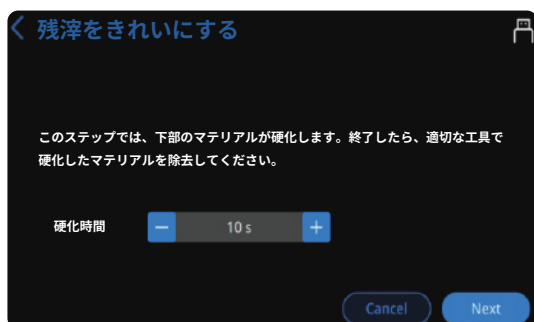 残滓をきれいにする
このステップでは、下部のマテリアルが硬化します。終了したら、適切な工具で
硬化したマテリアルを除去してください。
硬化時間 − 10 s +
Cancel Next